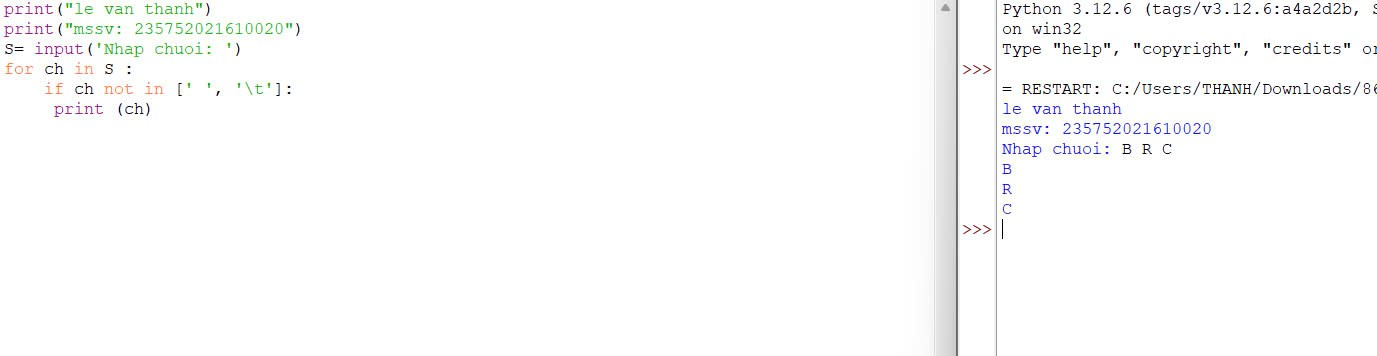 print("le van thanh")
print("mssv: 235752021610020")
S= input('Nhap chuoi: ')
for ch in S :
    if ch not in [' ', '\t']:
     print (ch)
Python 3.12.6 (tags/v3.12.6:a4a2d2b,
on win32
Type "help", "copyright", "credits"
>>>
= RESTART: C:/Users/THANH/Downloads/86
le van thanh
mssv: 235752021610020
Nhap chuoi: B R C
B
R
C
>>>